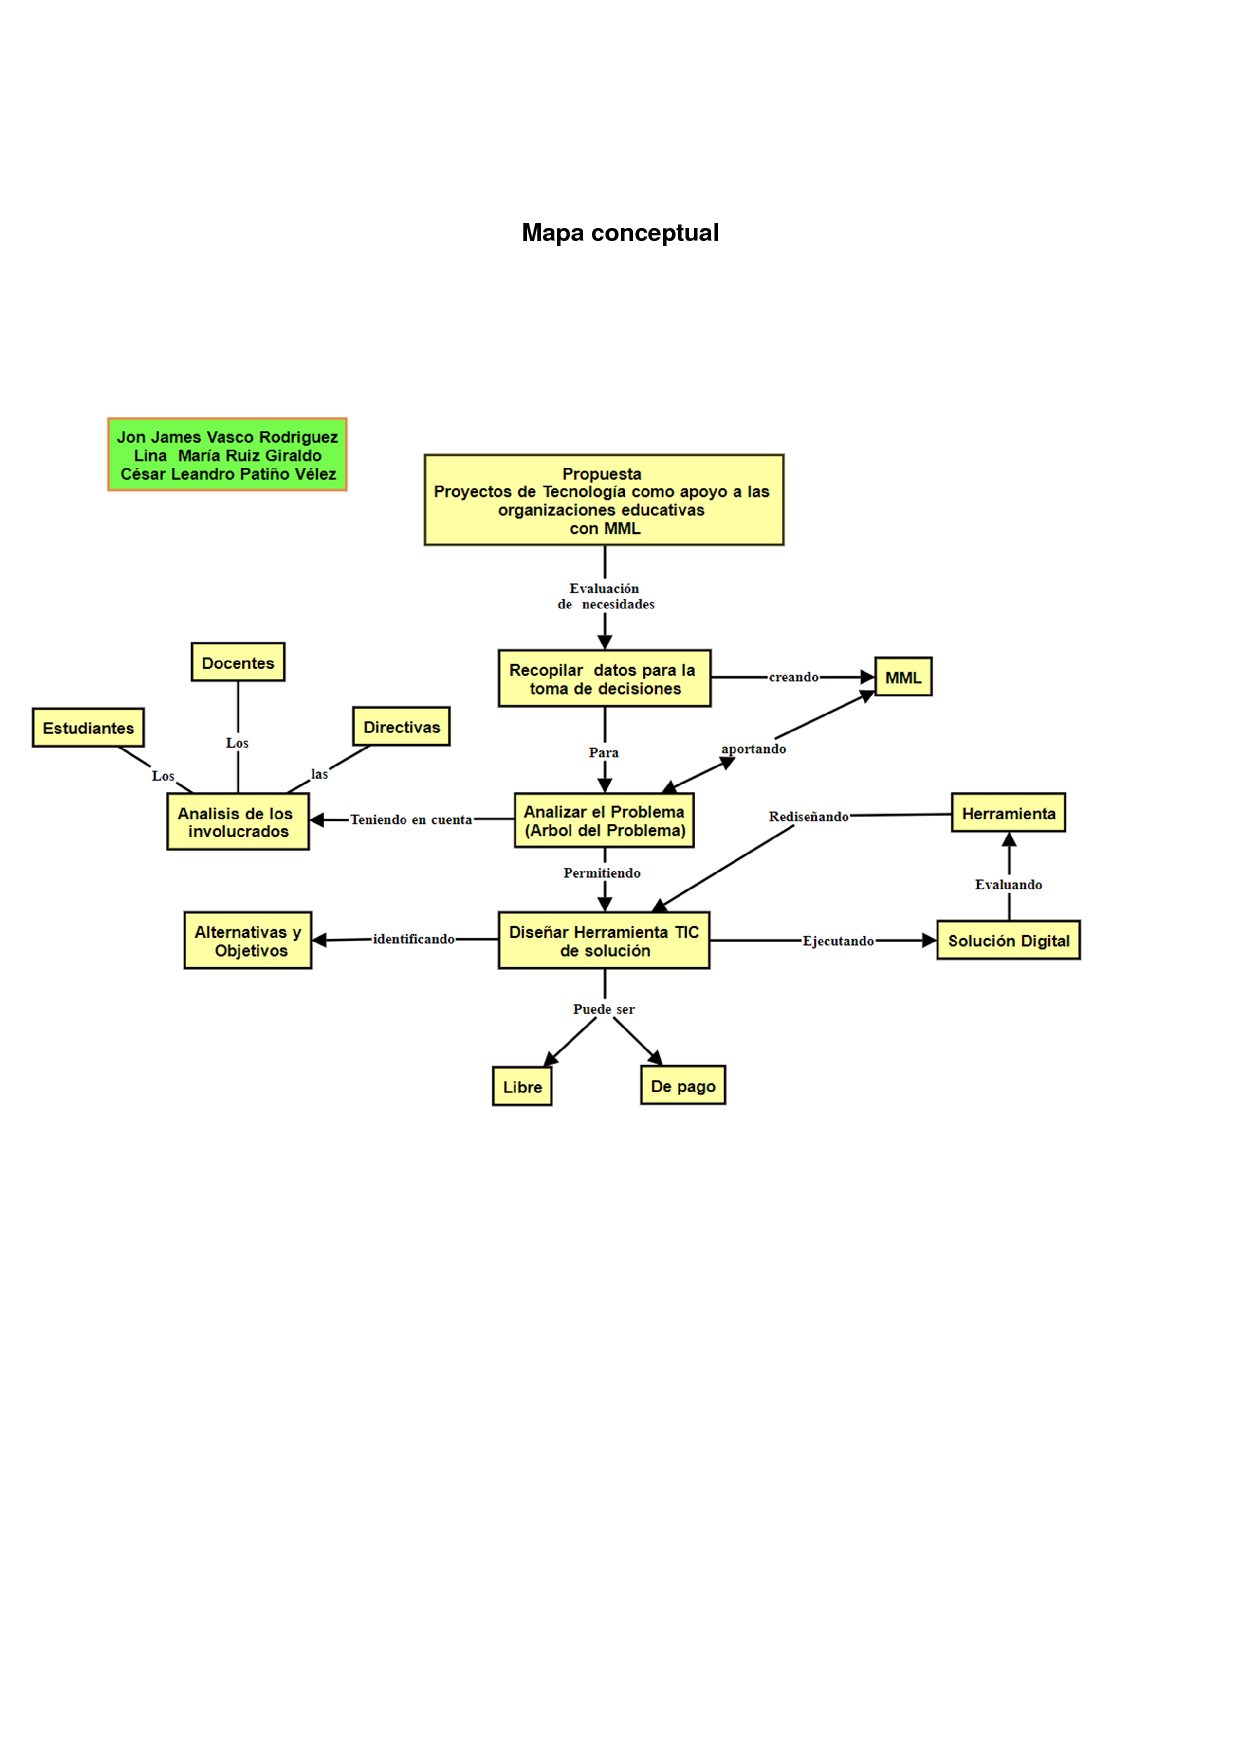 Mapa conceptual
Jon James Vasco Rodriguez
Lina María Ruiz Giraldo
César Leandro Patiño Vélez
Propuesta
Proyectos de Tecnología como apoyo a las
organizaciones educativas
con MML
Evaluación
de necesidades
Docentes
Recopilar datos para la
toma de decisiones
creando
MML
Estudiantes
Directivas
Los
Para
aportando
Los
las
Analisis de los
involucrados
Teniendo en cuenta
Analizar el Problema
(Arbol del Problema)
Rediseñando
Herramienta
Permitiendo
Evaluando
Alternativas y
Objetivos
identificando
Diseñar Herramienta TIC
de solución
Ejecutando
Solución Digital
Puede ser
Libre
De pago